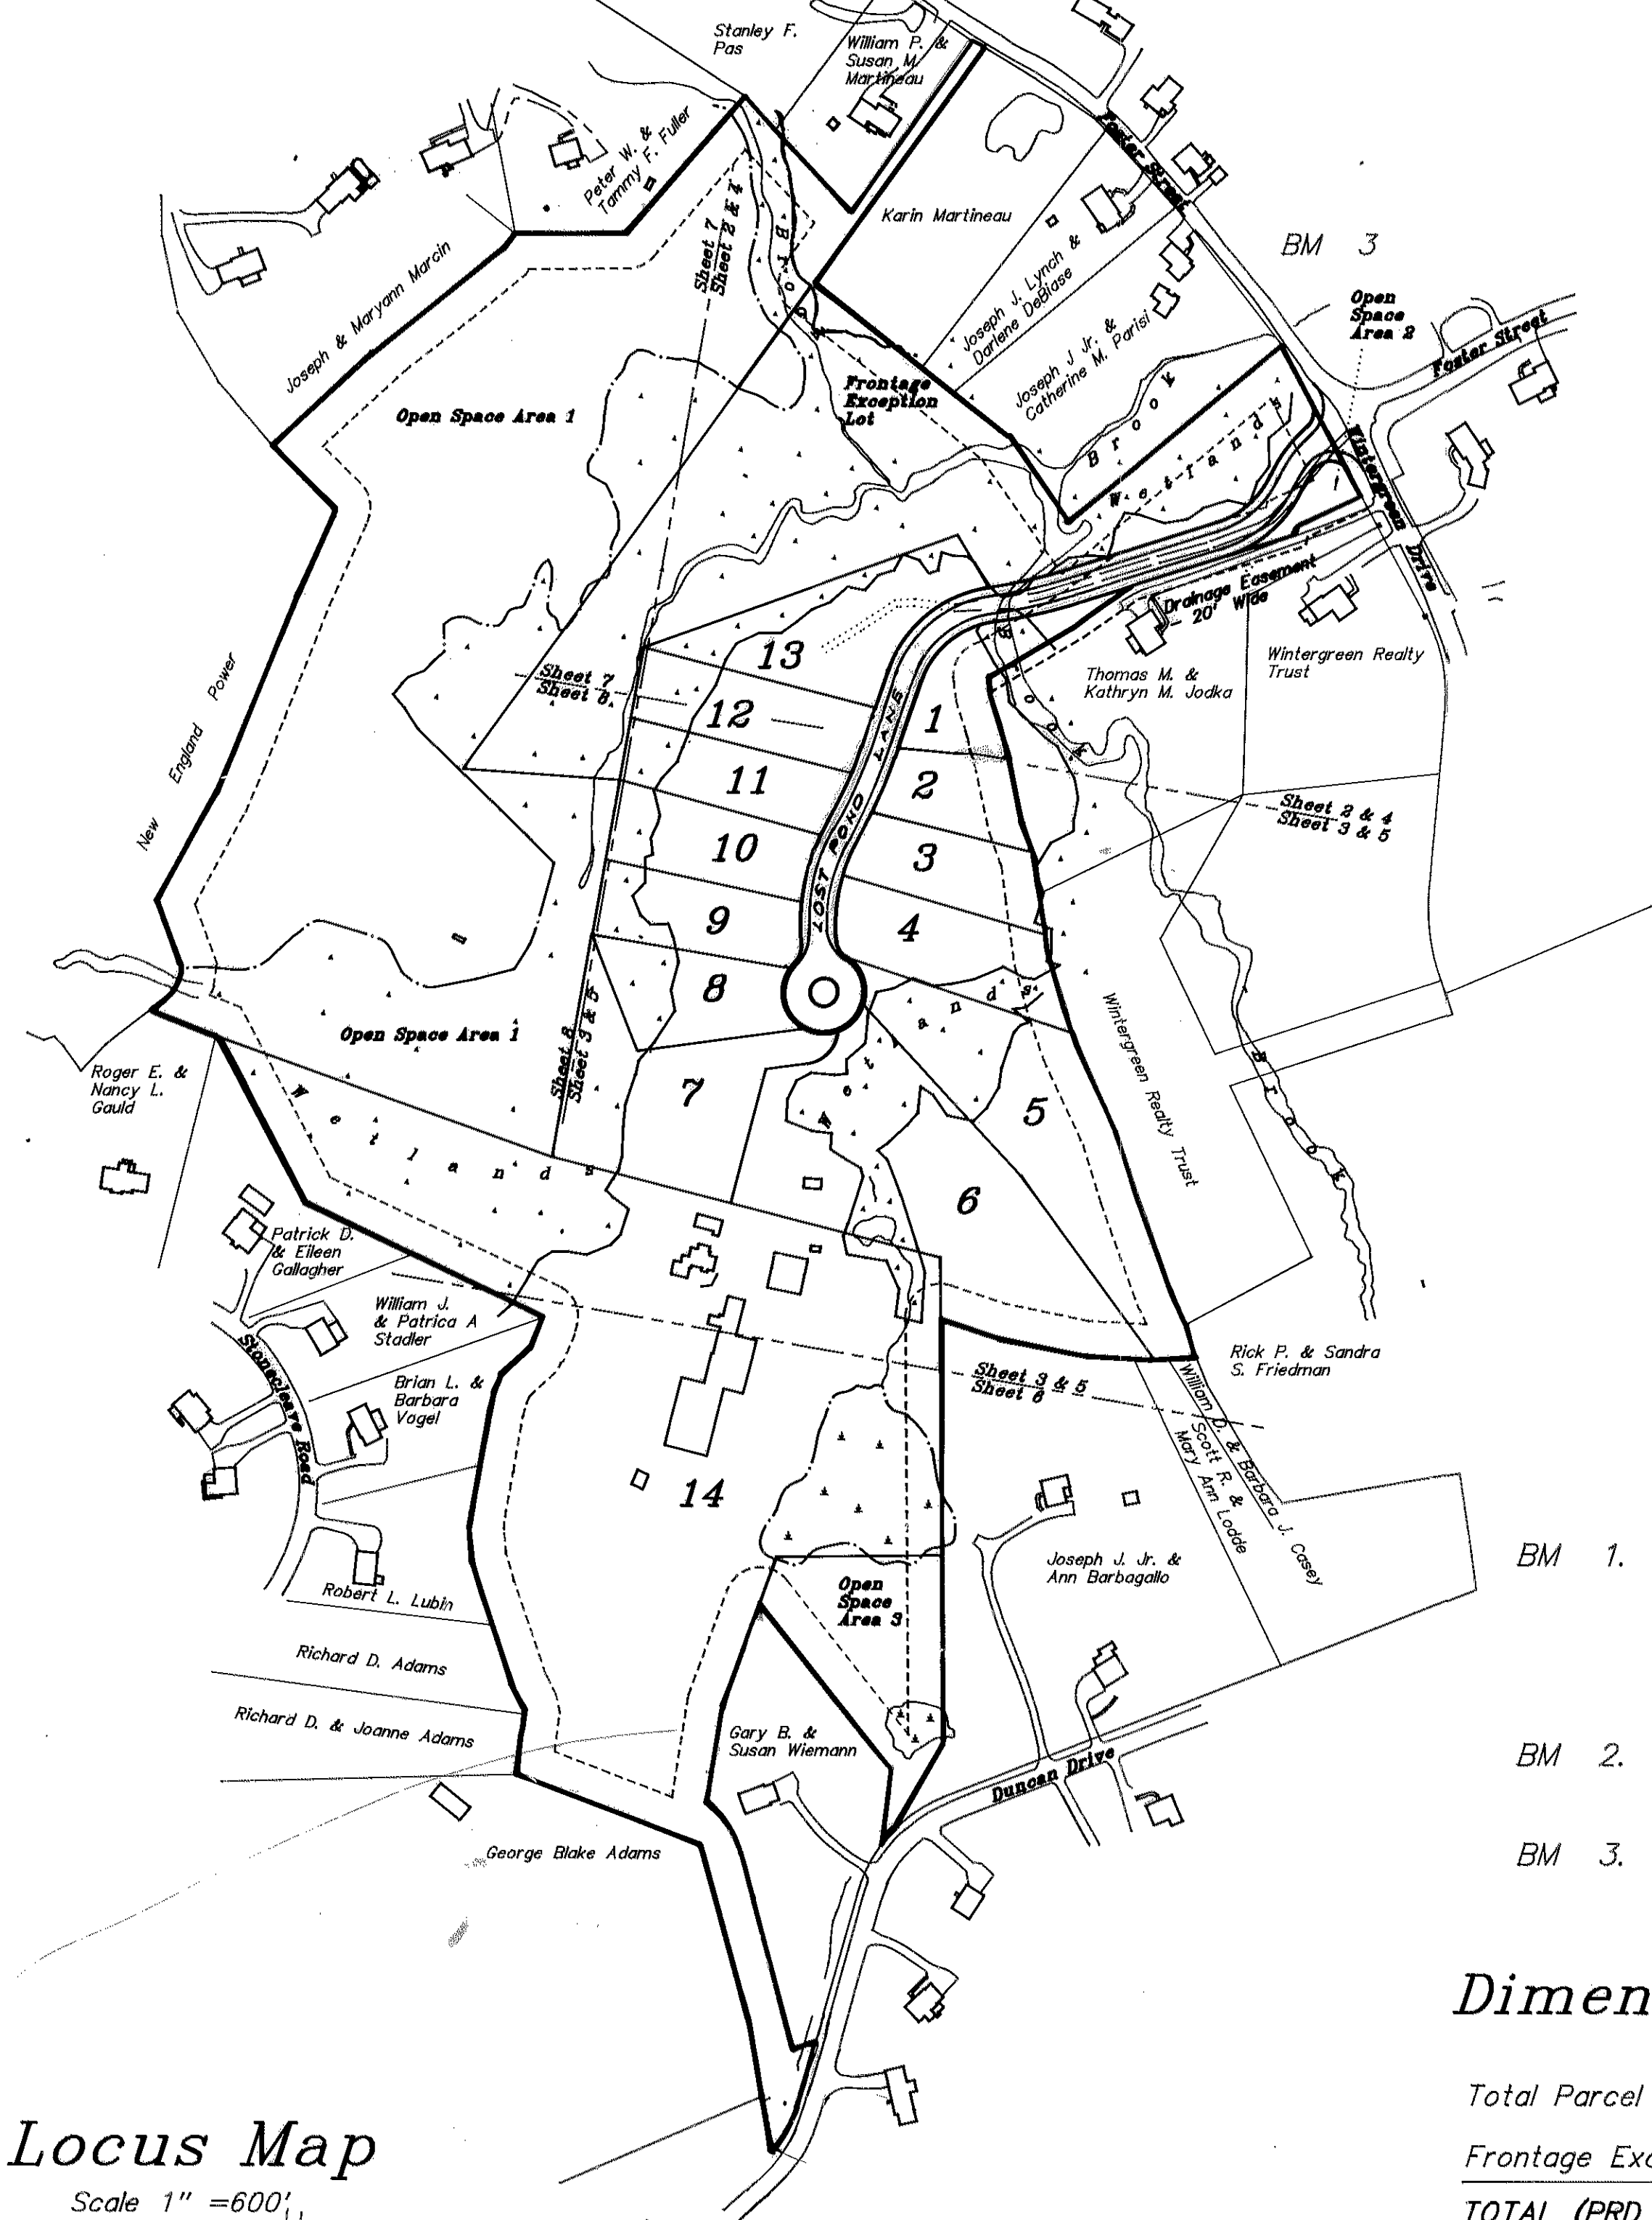 Stanley F.
Pas
William P. &
Susan M.
Martineau
Peter W. &
Tammy F. Fuller
Foster Street
Karin Martineau
Sheet 7
Sheet 2 & 4
Brook
BM 3
Joseph & Maryann Marcin
Joseph J. Lynch &
Darlene DeBiase
Open
Space
Area 2
Foster Street
Joseph J Jr. &
Catherine M. Parisi
Open Space Area 1
Frontage
Exception
Lot
Brook
Wetlands
Wintergreen Drive
Drainage Easement
20' Wide
13
Brook
Thomas M. &
Kathryn M. Jodka
Wintergreen Realty
Trust
Sheet 7
Sheet 8
12
1
New England Power
11
2
LOST POND LANE
Sheet 2 & 4
Sheet 3 & 5
10
3
9
4
8
Wetlands
Open Space Area 1
Sheet 8
Sheet 3 & 5
Wintergreen Realty Trust
Brook
Roger E. &
Nancy L.
Gauld
7
5
Wetlands
6
Patrick D.
& Eileen
Gallagher
William J.
& Patrica A
Stadler
Stonecleave Road
Rick P. & Sandra
S. Friedman
Sheet 3 & 5
Sheet 6
Brian L. &
Barbara
Vogel
William D. & Barbara J. Casey
Scott R. &
Mary Ann Lodde
14
Joseph J. Jr. &
Ann Barbagallo
BM 1.
Open
Space
Area 3
Robert L. Lubin
Richard D. Adams
Richard D. & Joanne Adams
Gary B. &
Susan Wiemann
Duncan Drive
BM 2.
George Blake Adams
BM 3.
Dimen
Total Parcel
Locus Map
Frontage Exc
Scale 1" =600'
TOTAL (PRD